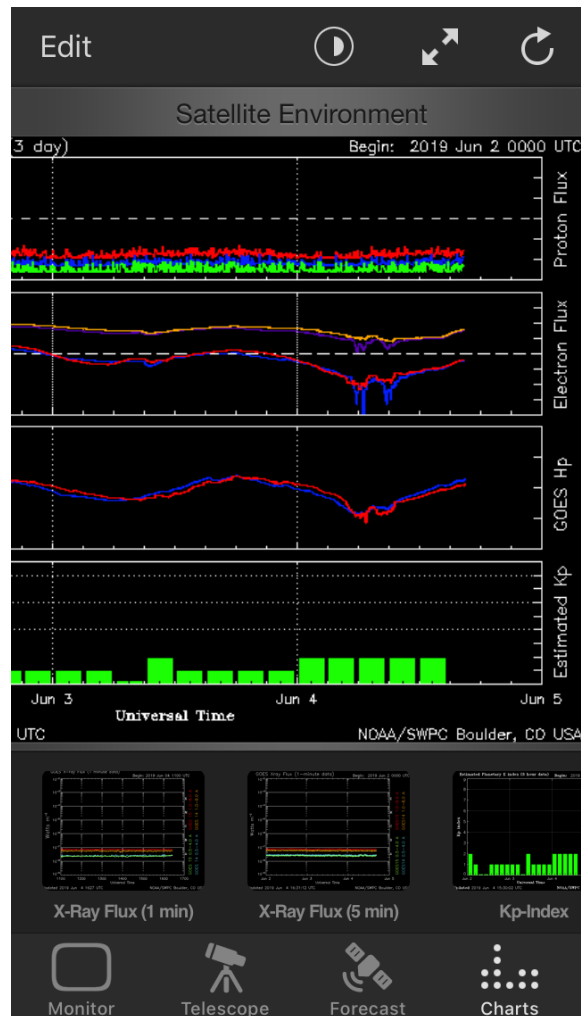 Edit
Satellite Environment
3 day) Begin: 2019 Jun 2 0000 UTC
Proton Flux
Electron Flux
GOES Hp
Estimated Kp
Jun 3 Jun 4 Jun 5
Universal Time
UTC NOAA/SWPC Boulder, CO USA
X-Ray Flux (1 min) X-Ray Flux (5 min) Kp-Index
Monitor Telescope Forecast Charts